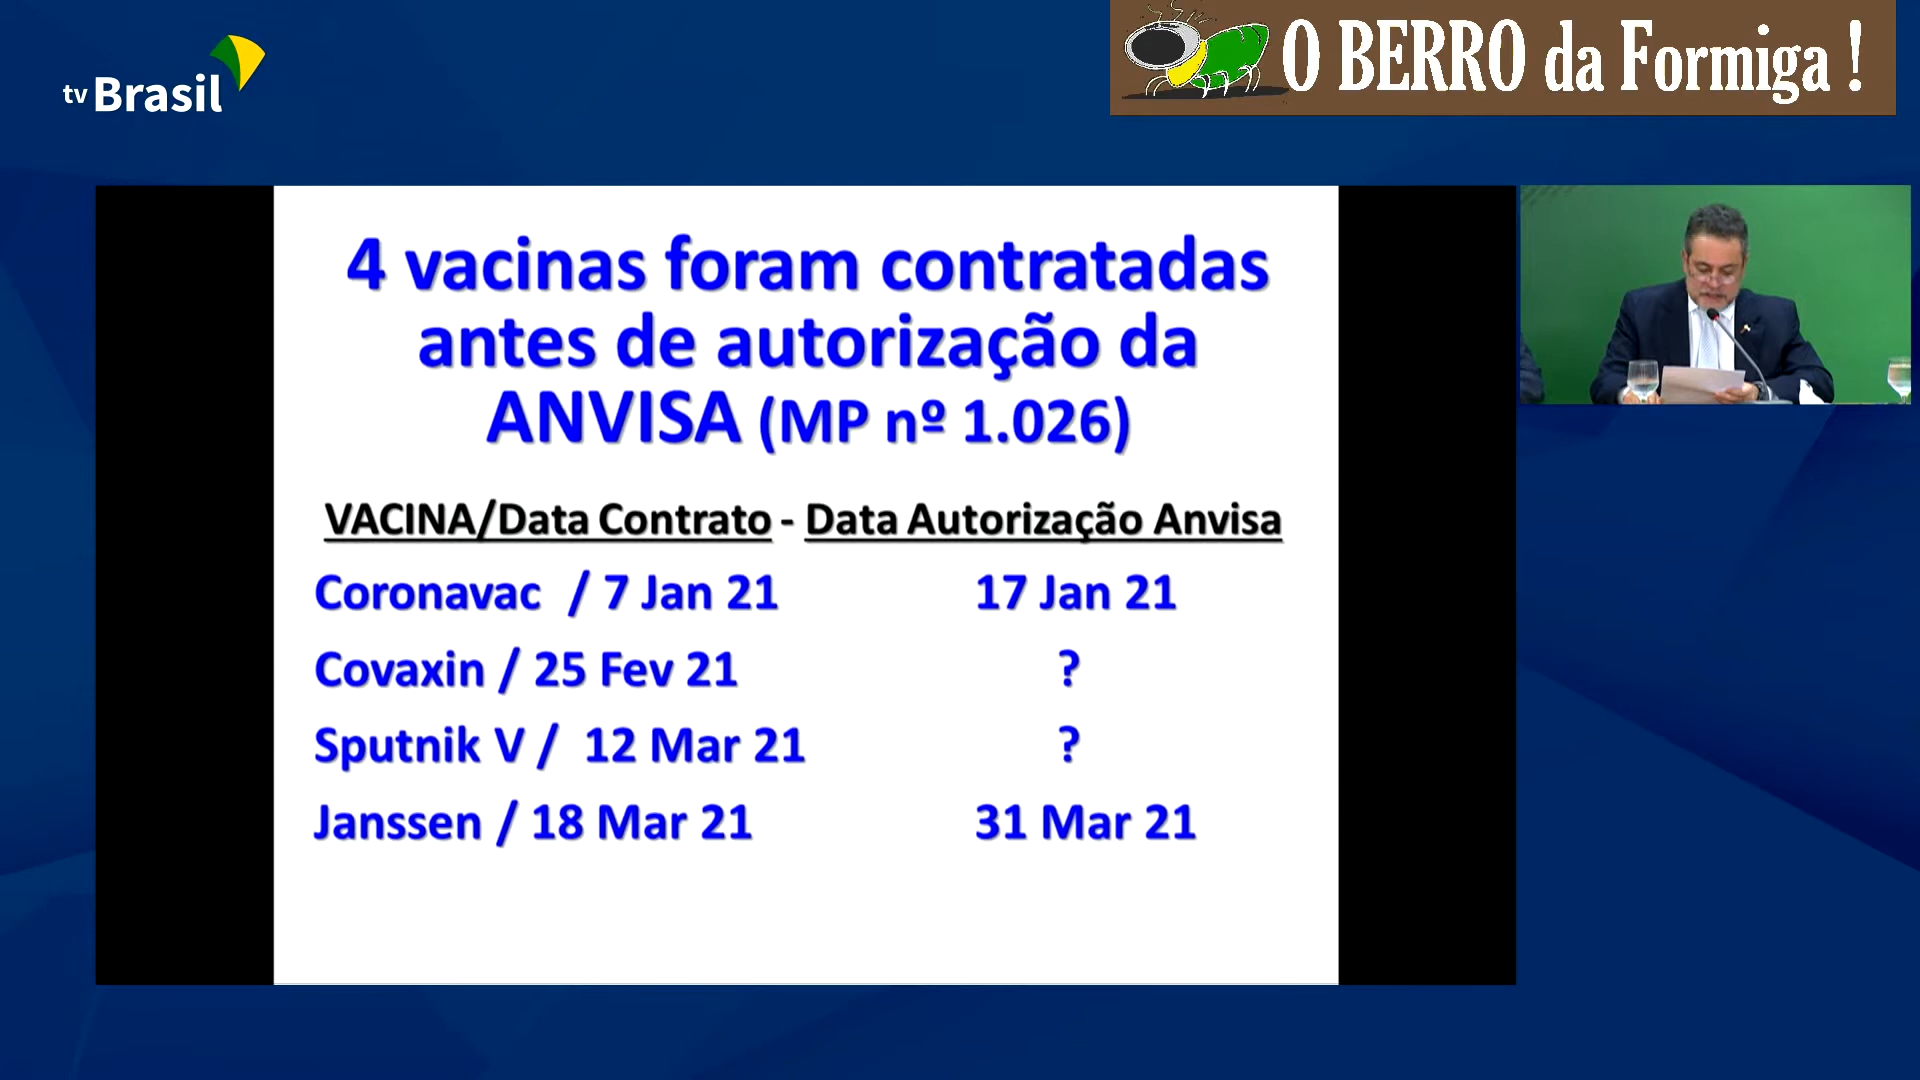 tv Brasil
O BERRO da Formiga !
4 vacinas foram contratadas
antes de autorização da
ANVISA (MP nº 1.026)
VACINA/Data Contrato - Data Autorização Anvisa
Coronavac / 7 Jan 21 17 Jan 21
Covaxin / 25 Fev 21 ?
Sputnik V / 12 Mar 21 ?
Janssen / 18 Mar 21 31 Mar 21